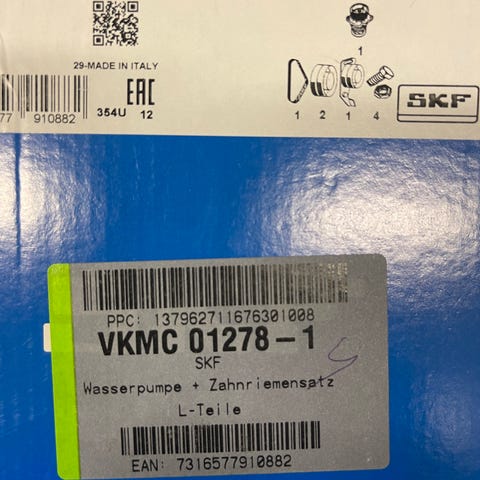 1
29-MADE IN ITALY
77 910882
EAC
354U 12
1 2 1 4
SKF
PPC: 137962711676301008
VKMC 01278-1
SKF
Wasserpumpe + Zahnriemensatz
L-Teile
EAN: 7316577910882